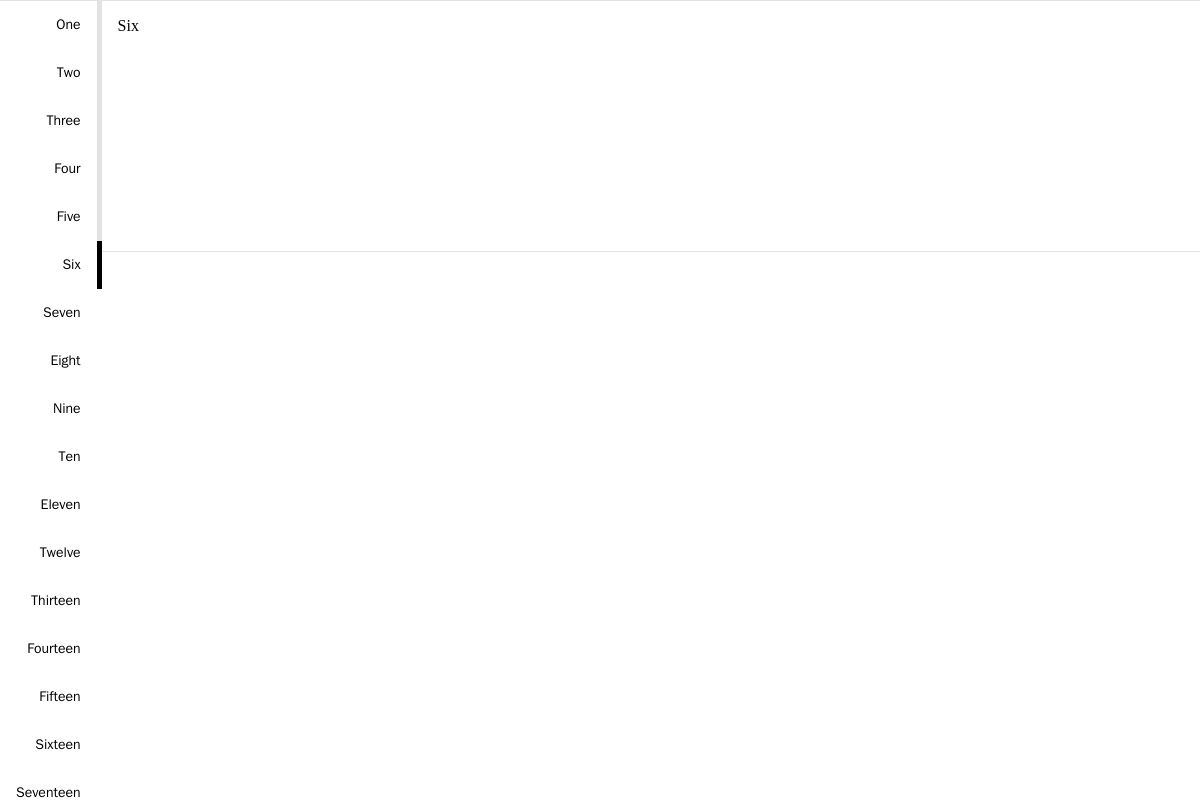 One
Two
Three
Four
Five
Six
Seven
Eight
Nine
Ten
Eleven
Twelve
Thirteen
Fourteen
Fifteen
Sixteen
Seventeen
Six